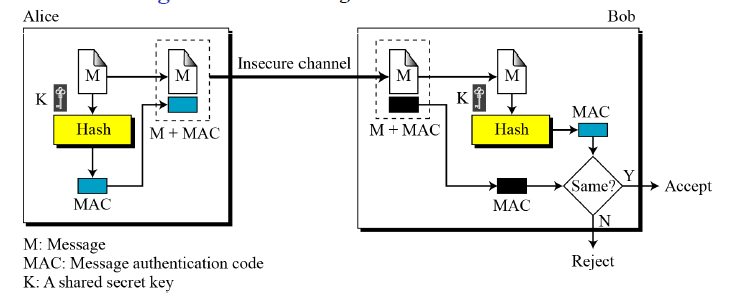 Alice
Bob
M
M
K
Hash
M + MAC
MAC
Insecure channel
M
M
K
M + MAC
Hash
MAC
MAC
Same?
Y
Accept
N
Reject
M: Message
MAC: Message authentication code
K: A shared secret key